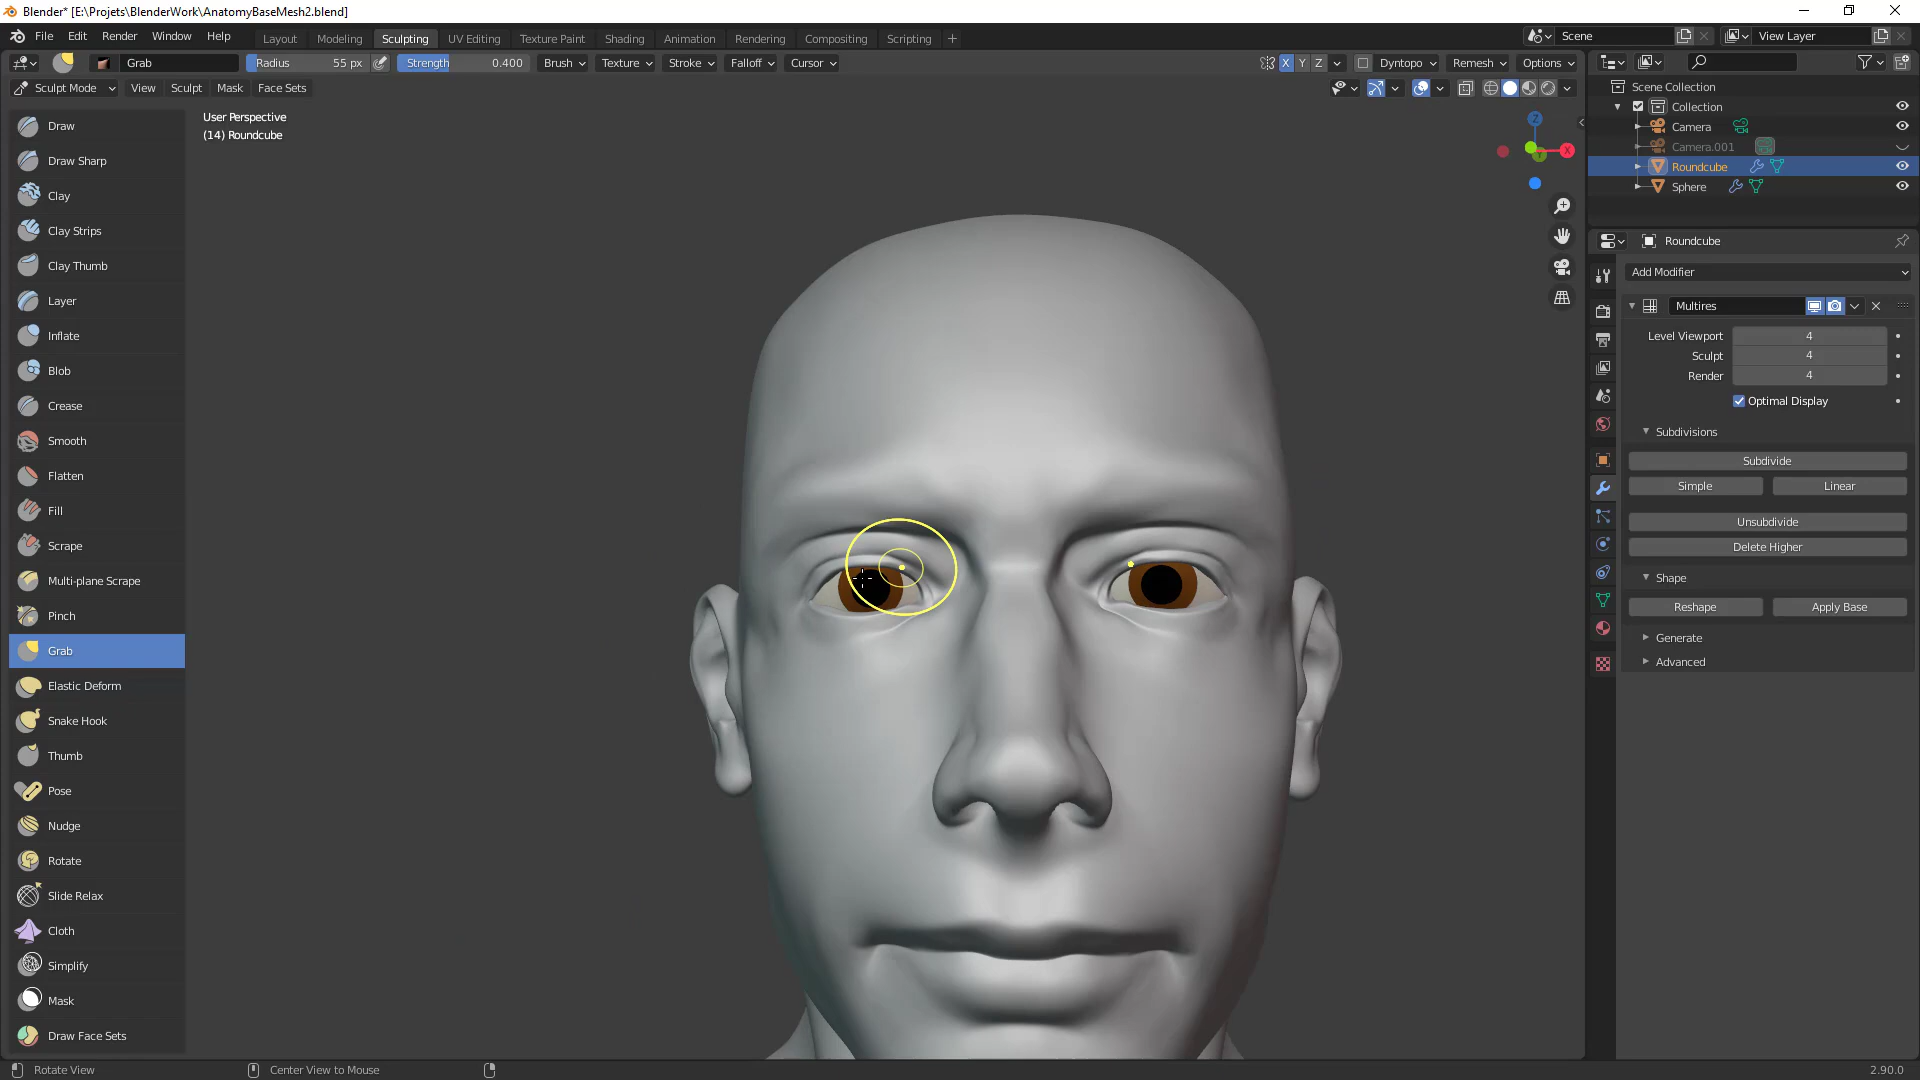 Blender* [E:\Projets\BlenderWork\AnatomyBaseMesh2.blend]
File Edit Render Window Help Layout Modeling Sculpting UV Editing Texture Paint Shading Animation Rendering Compositing Scripting + Scene View Layer
Grab Radius 55 px Strength 0.400 Brush Texture Stroke Falloff Cursor X Y Z Dyntopo Remesh Options
Sculpt Mode View Sculpt Mask Face Sets
User Perspective
(14) Roundcube
Draw
Draw Sharp
Clay
Clay Strips
Clay Thumb
Layer
Inflate
Blob
Crease
Smooth
Flatten
Fill
Scrape
Multi-plane Scrape
Pinch
Grab
Elastic Deform
Snake Hook
Thumb
Pose
Nudge
Rotate
Slide Relax
Cloth
Simplify
Mask
Draw Face Sets
Z
X
Y
Scene Collection
Collection
Camera
Camera.001
Roundcube
Sphere
Roundcube
Add Modifier
Multires
Level Viewport 4
Sculpt 4
Render 4
Optimal Display
Subdivisions
Subdivide
Simple Linear
Unsubdivide
Delete Higher
Shape
Reshape Apply Base
Generate
Advanced
Rotate View Center View to Mouse 2.90.0